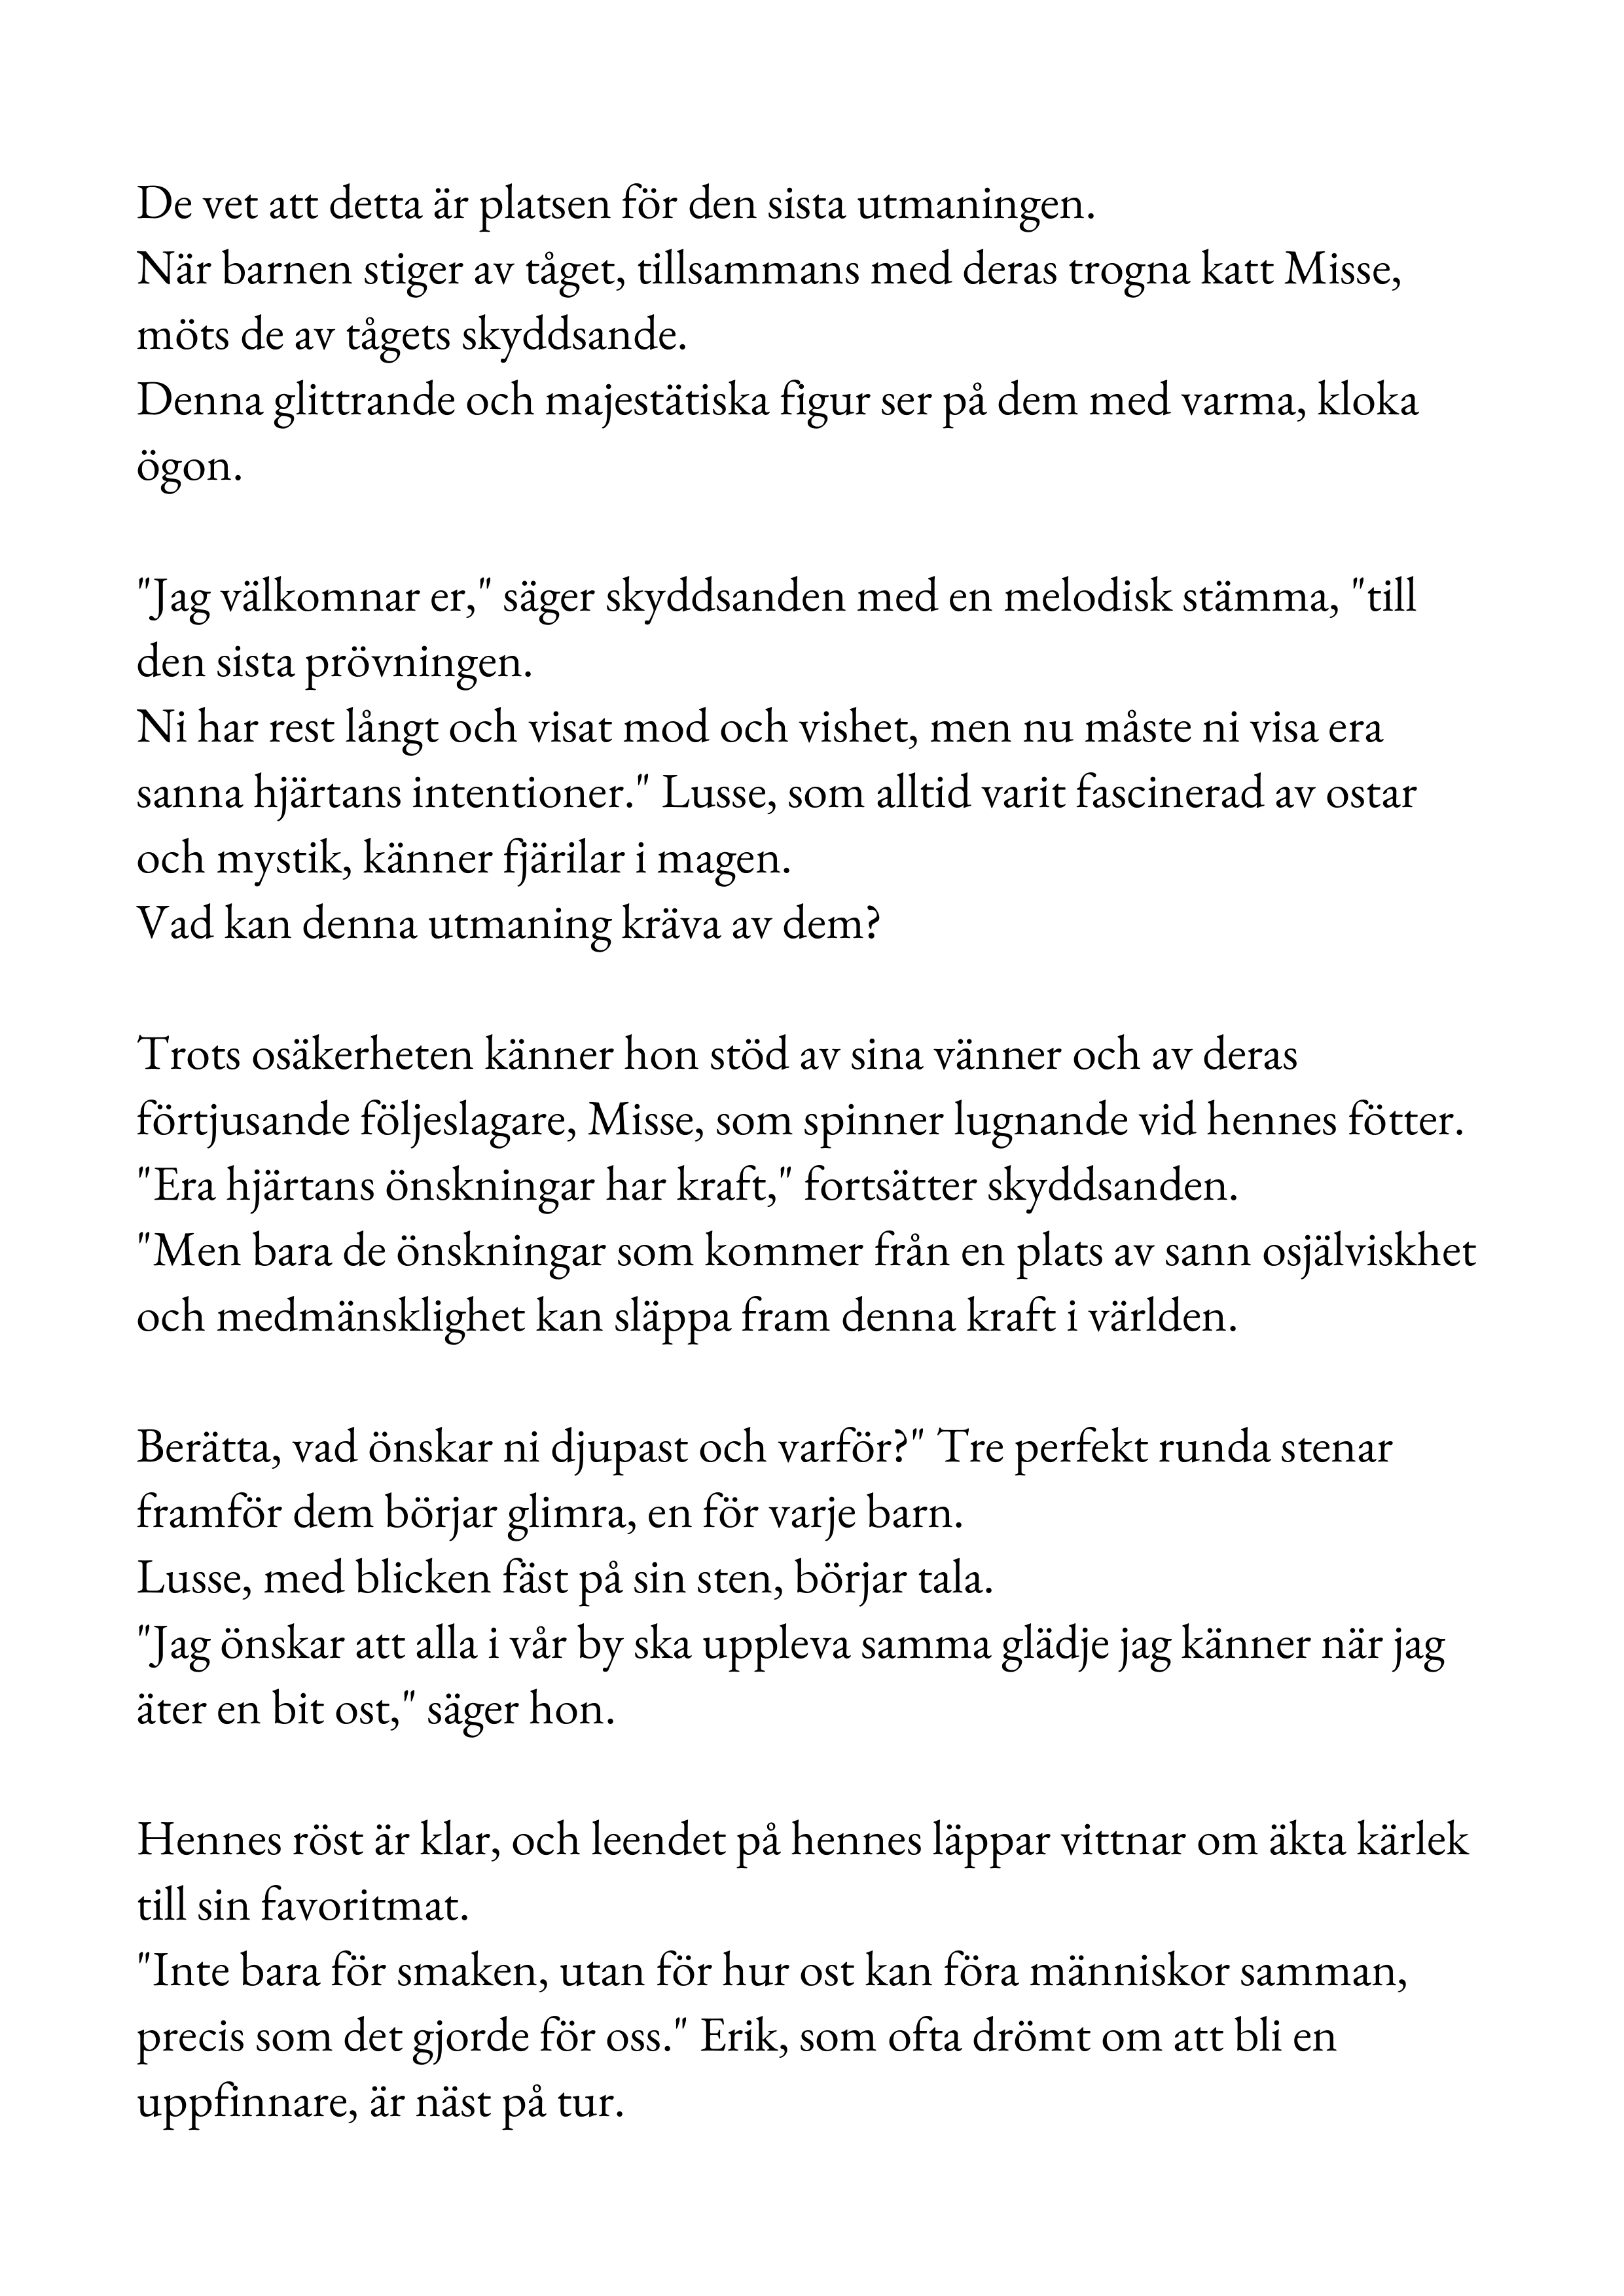 De vet att detta är platsen för den sista utmaningen.
När barnen stiger av tåget, tillsammans med deras trogna katt Misse,
möts de av tågets skyddsande.
Denna glittrande och majestätiska figur ser på dem med varma, kloka
ögon.
"Jag välkomnar er," säger skyddsanden med en melodisk stämma, "till
den sista prövningen.
Ni har rest långt och visat mod och vishet, men nu måste ni visa era
sanna hjärtans intentioner." Lusse, som alltid varit fascinerad av ostar
och mystik, känner fjärilar i magen.
Vad kan denna utmaning kräva av dem?
Trots osäkerheten känner hon stöd av sina vänner och av deras
förtjusande följeslagare, Misse, som spinner lugnande vid hennes fötter.
"Era hjärtans önskningar har kraft," fortsätter skyddsanden.
"Men bara de önskningar som kommer från en plats av sann osjälviskhet
och medmänsklighet kan släppa fram denna kraft i världen.
Berätta, vad önskar ni djupast och varför?" Tre perfekt runda stenar
framför dem börjar glimra, en för varje barn.
Lusse, med blicken fäst på sin sten, börjar tala.
"Jag önskar att alla i vår by ska uppleva samma glädje jag känner när jag
äter en bit ost," säger hon.
Hennes röst är klar, och leendet på hennes läppar vittnar om äkta kärlek
till sin favoritmat.
"Inte bara för smaken, utan för hur ost kan föra människor samman,
precis som det gjorde för oss." Erik, som ofta drömt om att bli en
uppfinnare, är näst på tur.